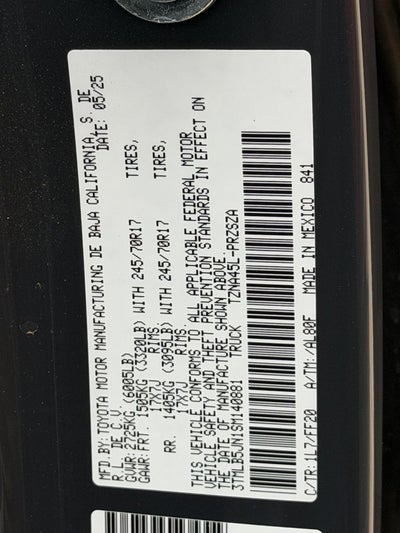 MFD.BY:TOYOTA MOTOR MANUFACTURING DE BAJA CALIFORNIA S. DE
R.L. DE C.V. DATE: 05/25
GVWR:2725KG (6005LB)
GAWR:FRT. 1505KG (3320LB) WITH 245/70R17 TIRES,
17X7J RIMS,
RR. 1405KG (3095LB) WITH 245/70R17 TIRES,
17X7J RIMS.
THIS VEHICLE CONFORMS TO ALL APPLICABLE FEDERAL MOTOR
VEHICLE SAFETY AND THEFT PREVENTION STANDARDS IN EFFECT ON
THE DATE OF MANUFACTURE SHOWN ABOVE.
3TMLB5JN1SM140881 TRUCK TZNA45L-PRZSZA
C/TR:1L7/FF20 A/TM:/AL80F MADE IN MEXICO 841